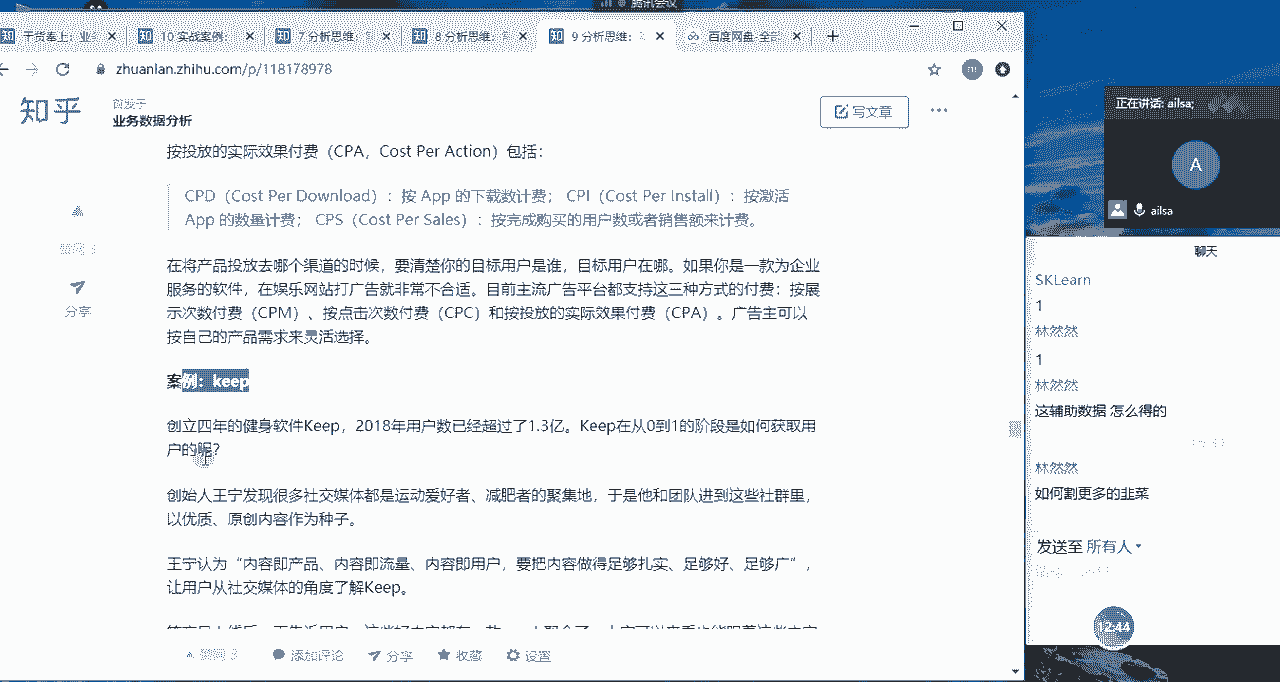 腾讯会议
干货奉上：业
10 实战案例：
7 分析思维：
8 分析思维：
9 分析思维：
百度网盘-全部
zhuanlan.zhihu.com/p/118178978
知乎
首发于
业务数据分析
写文章
按投放的实际效果付费（CPA，Cost Per Action）包括：
CPD（Cost Per Download）：按 App 的下载数计费； CPI（Cost Per Install）：按激活
App 的数量计费； CPS（Cost Per Sales）：按完成购买的用户数或者销售额来计费。
分享
在将产品投放去哪个渠道的时候，要清楚你的目标用户是谁，目标用户在哪。如果你是一款为企业
服务的软件，在娱乐网站打广告就非常不合适。目前主流广告平台都支持这三种方式的付费：按展
示次数付费（CPM）、按点击次数付费（CPC）和按投放的实际效果付费（CPA）。广告主可以
按自己的产品需求来灵活选择。
案例：keep
创立四年的健身软件Keep，2018年用户数已经超过了1.3亿。Keep在从0到1的阶段是如何获取用
户的呢？
创始人王宁发现很多社交媒体都是运动爱好者、减肥者的聚集地，于是他和团队进到这些社群里，
以优质、原创内容作为种子。
王宁认为“内容即产品、内容即流量、内容即用户，要把内容做得足够扎实、足够好、足够广”，
让用户从社交媒体的角度了解Keep。
赞同 3
添加评论
分享
收藏
设置
正在讲话: ailsa;
A
ailsa
聊天
SKLearn
1
林然然
1
林然然
这辅助数据 怎么得的
林然然
如何割更多的韭菜
发送至 所有人
12:44